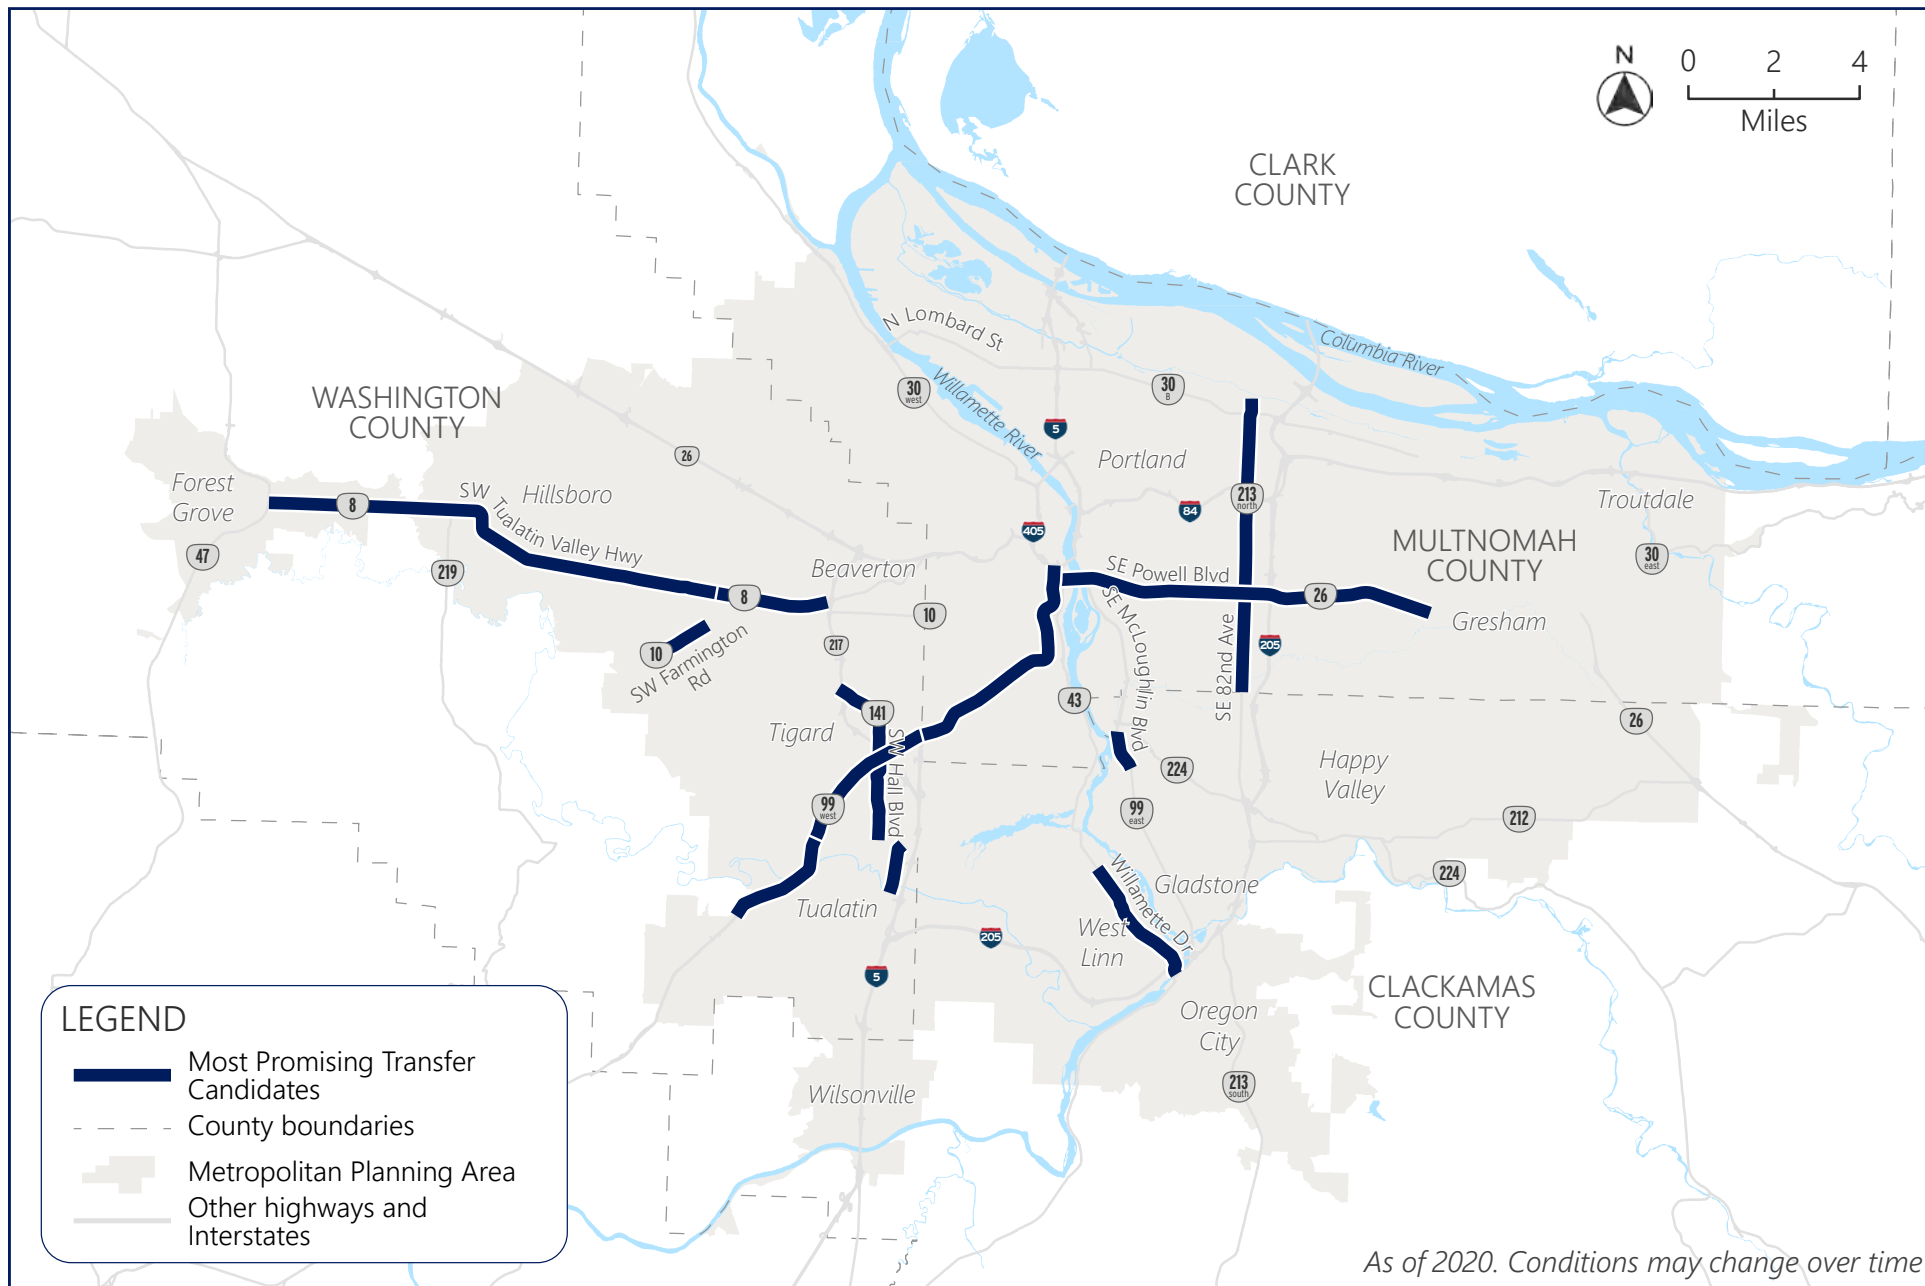 N
0 2 4
Miles
CLARK
COUNTY
Columbia River
N Lombard St
30
west
Willamette River
30
B
5
Portland
WASHINGTON
COUNTY
26
Forest
Grove
8
SW Tualatin Valley Hwy
Hillsboro
213
north
84
Troutdale
405
MULTNOMAH
COUNTY
47
219
Beaverton
SE Powell Blvd
30
east
8
26
10
Gresham
SE McLoughlin Blvd
10
SW Farmington
Rd
217
SE 82nd Ave
205
43
141
Tigard
SW Hall Blvd
26
224
Happy
Valley
99
west
99
east
212
224
Willamette Dr
Gladstone
Tualatin
West
Linn
205
5
CLACKAMAS
COUNTY
Oregon
City
213
south
Wilsonville
LEGEND
Most Promising Transfer
Candidates
County boundaries
Metropolitan Planning Area
Other highways and
Interstates
As of 2020. Conditions may change over time